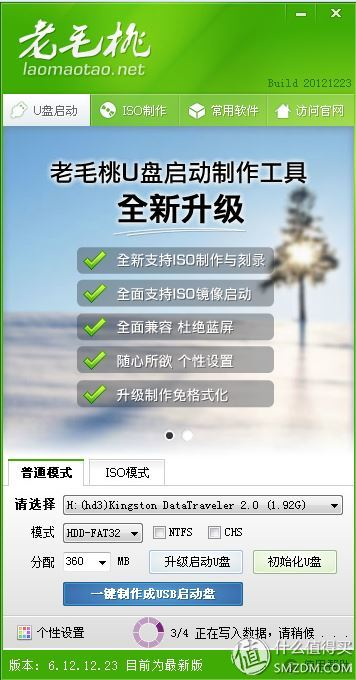 老毛桃
laomaotao.net
Build 20121223
U盘启动 ISO制作 常用软件 访问官网
老毛桃U盘启动制作工具
全新升级
全新支持ISO制作与刻录
全面支持ISO镜像启动
全面兼容 杜绝蓝屏
随心所欲 个性设置
升级制作免格式化
普通模式 ISO模式
请选择 H:(hd3)Kingston DataTraveler 2.0 (1.92G)
模式 HDD-FAT32 NTFS CHS
分配 360 MB 升级启动U盘 初始化U盘
一键制作成USB启动盘
个性设置 3/4 正在写入数据，请稍候 . . .
版本: 6.12.12.23 目前为最新版
值 什么值得买
SMZDM.COM